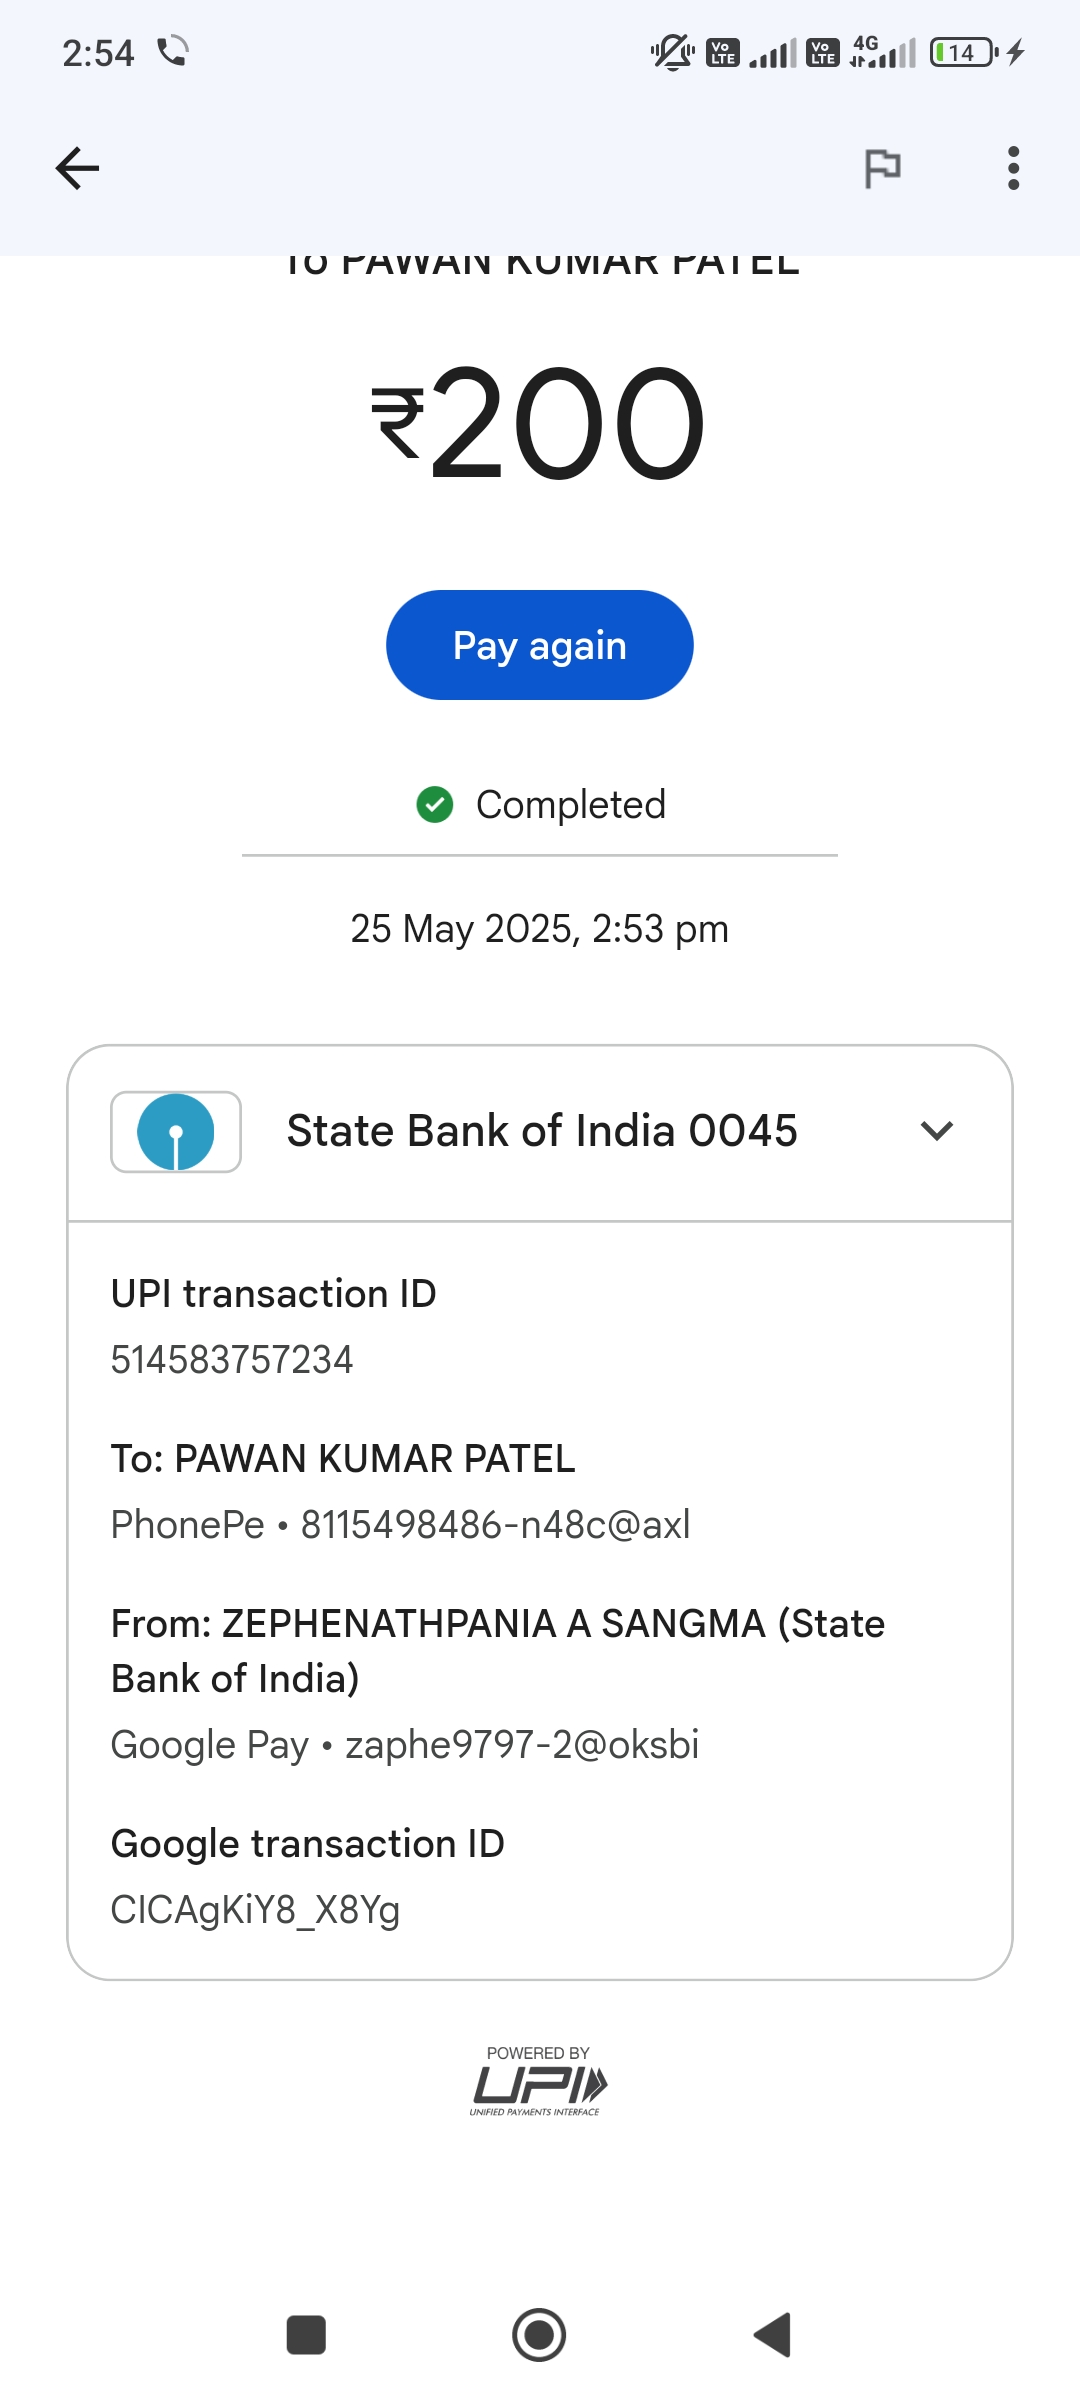 2:54
Vo LTE Vo LTE 4G 14
To PAWAN KUMAR PATEL
₹200
Pay again
Completed
25 May 2025, 2:53 pm
State Bank of India 0045
UPI transaction ID
514583757234
To: PAWAN KUMAR PATEL
PhonePe • 8115498486-n48c@axl
From: ZEPHENATHPANIA A SANGMA (State
Bank of India)
Google Pay • zaphe9797-2@oksbi
Google transaction ID
CICAgKiY8_X8Yg
POWERED BY
UPI
UNIFIED PAYMENTS INTERFACE